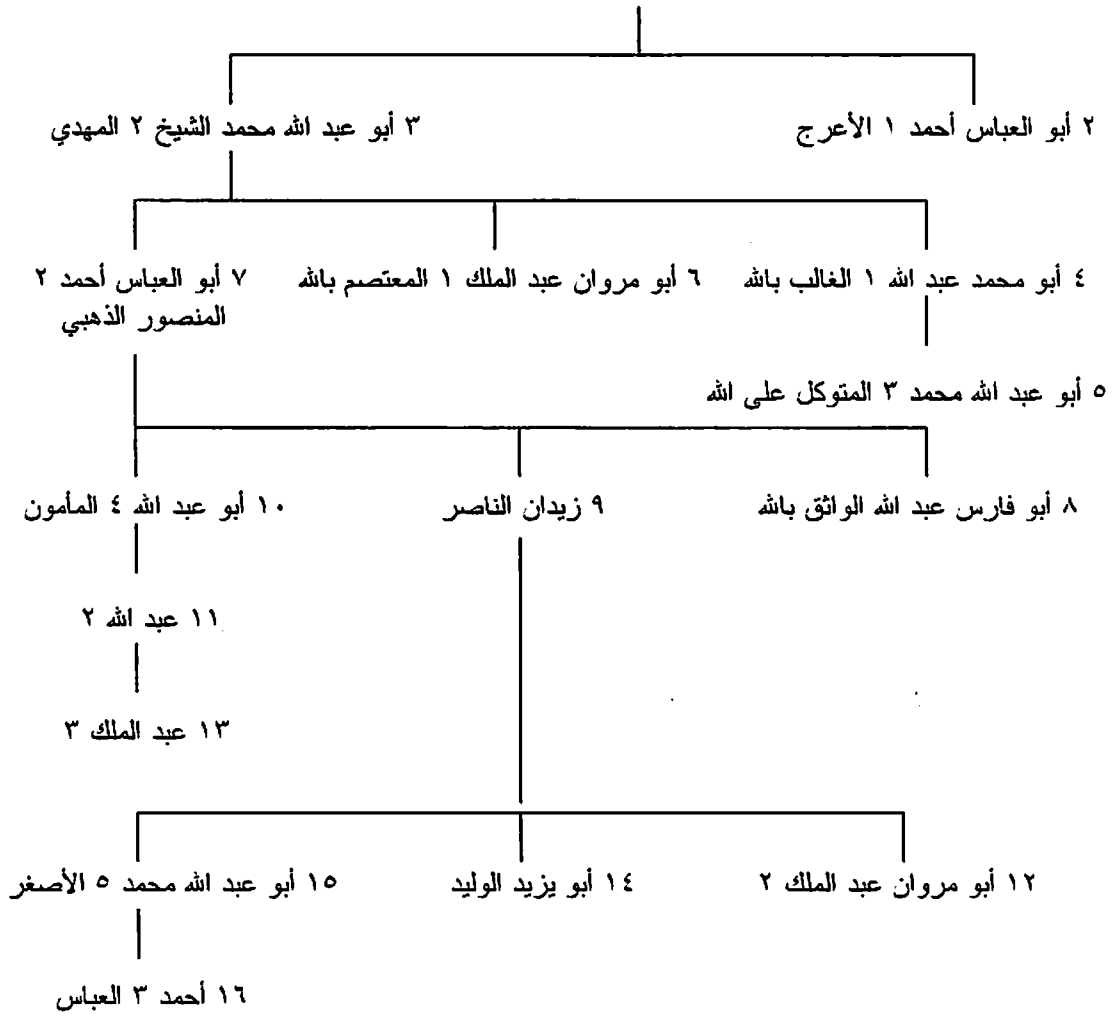 ٢ أبو العباس أحمد ١ الأعرج
٣ أبو عبد الله محمد الشيخ ٢ المهدي
٤ أبو محمد عبد الله ١ الغالب بالله
٦ أبو مروان عبد الملك ١ المعتصم بالله
٧ أبو العباس أحمد ٢
المنصور الذهبي
٥ أبو عبد الله محمد ٣ المتوكل على الله
٨ أبو فارس عبد الله الواثق بالله
٩ زيدان الناصر
١٠ أبو عبد الله ٤ المأمون
١١ عبد الله ٢
١٣ عبد الملك ٣
١٢ أبو مروان عبد الملك ٢
١٤ أبو يزيد الوليد
١٥ أبو عبد الله محمد ٥ الأصغر
١٦ أحمد ٣ العباس